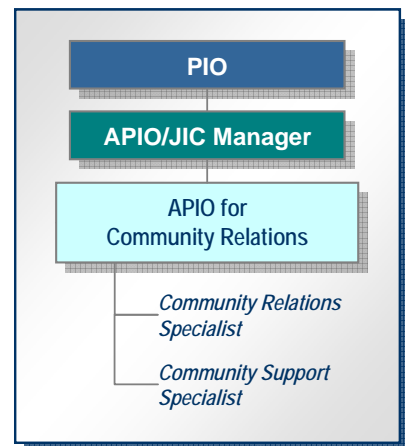 PIO
APIO/JIC Manager
APIO for
Community Relations
Community Relations
Specialist
Community Support
Specialist